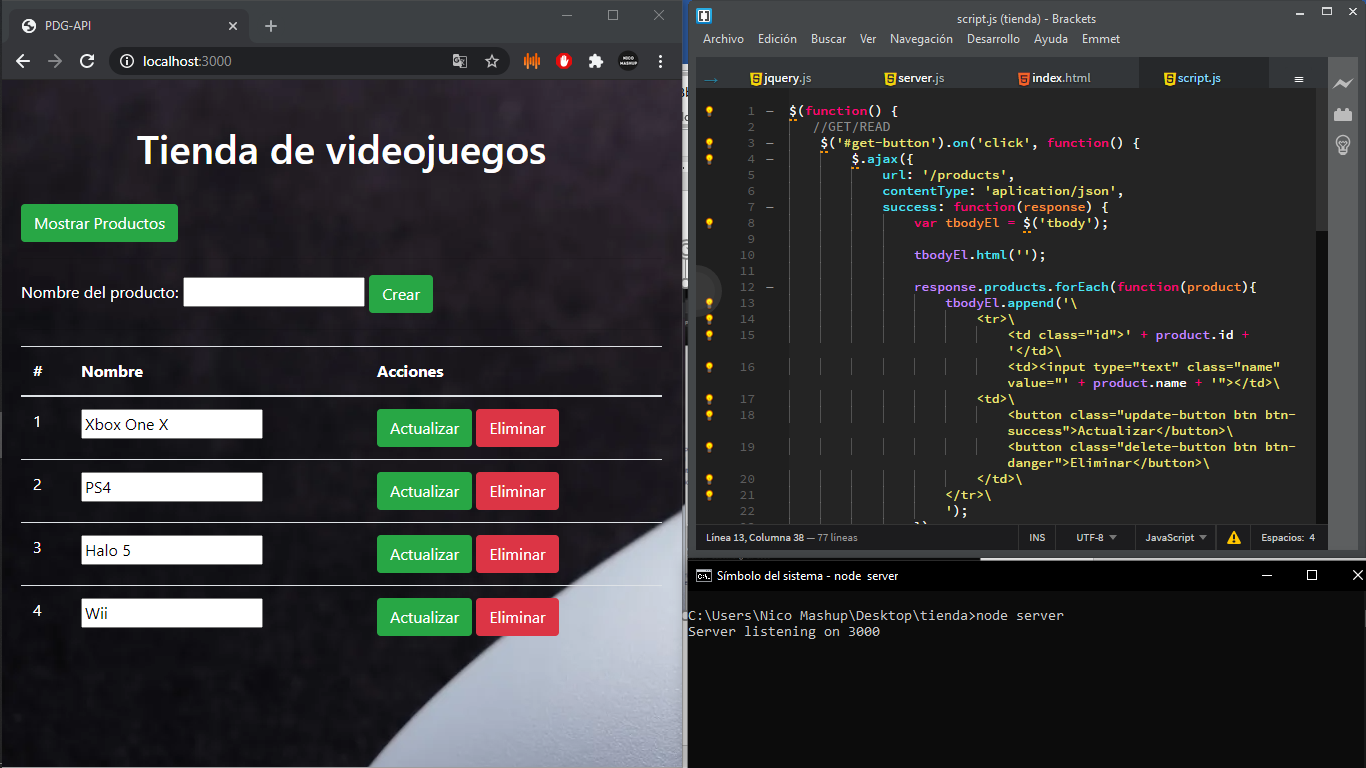 PDG-API
localhost:3000
Tienda de videojuegos
Mostrar Productos
Nombre del producto:
Crear
# Nombre Acciones
1 Xbox One X Actualizar Eliminar
2 PS4 Actualizar Eliminar
3 Halo 5 Actualizar Eliminar
4 Wii Actualizar Eliminar
script.js (tienda) - Brackets
Archivo Edición Buscar Ver Navegación Desarrollo Ayuda Emmet
jquery.js server.js index.html script.js
1 $(function() {
2 //GET/READ
3 $('#get-button').on('click', function() {
4 $.ajax({
5 url: '/products',
6 contentType: 'aplication/json',
7 success: function(response) {
8 var tbodyEl = $('tbody');
9
10 tbodyEl.html('');
11
12 response.products.forEach(function(product){
13 tbodyEl.append('\
14 <tr>\
15 <td class="id">' + product.id +
'</td>\
16 <td><input type="text" class="name"
value="' + product.name + '"></td>\
17 <td>\
18 <button class="update-button btn btn-
success">Actualizar</button>\
19 <button class="delete-button btn btn-
danger">Eliminar</button>\
20 </td>\
21 </tr>\
22 ');
Línea 13, Columna 38 — 77 líneas INS UTF-8 JavaScript Espacios: 4
Símbolo del sistema - node server
C:\Users\Nico Mashup\Desktop\tienda>node server
Server listening on 3000